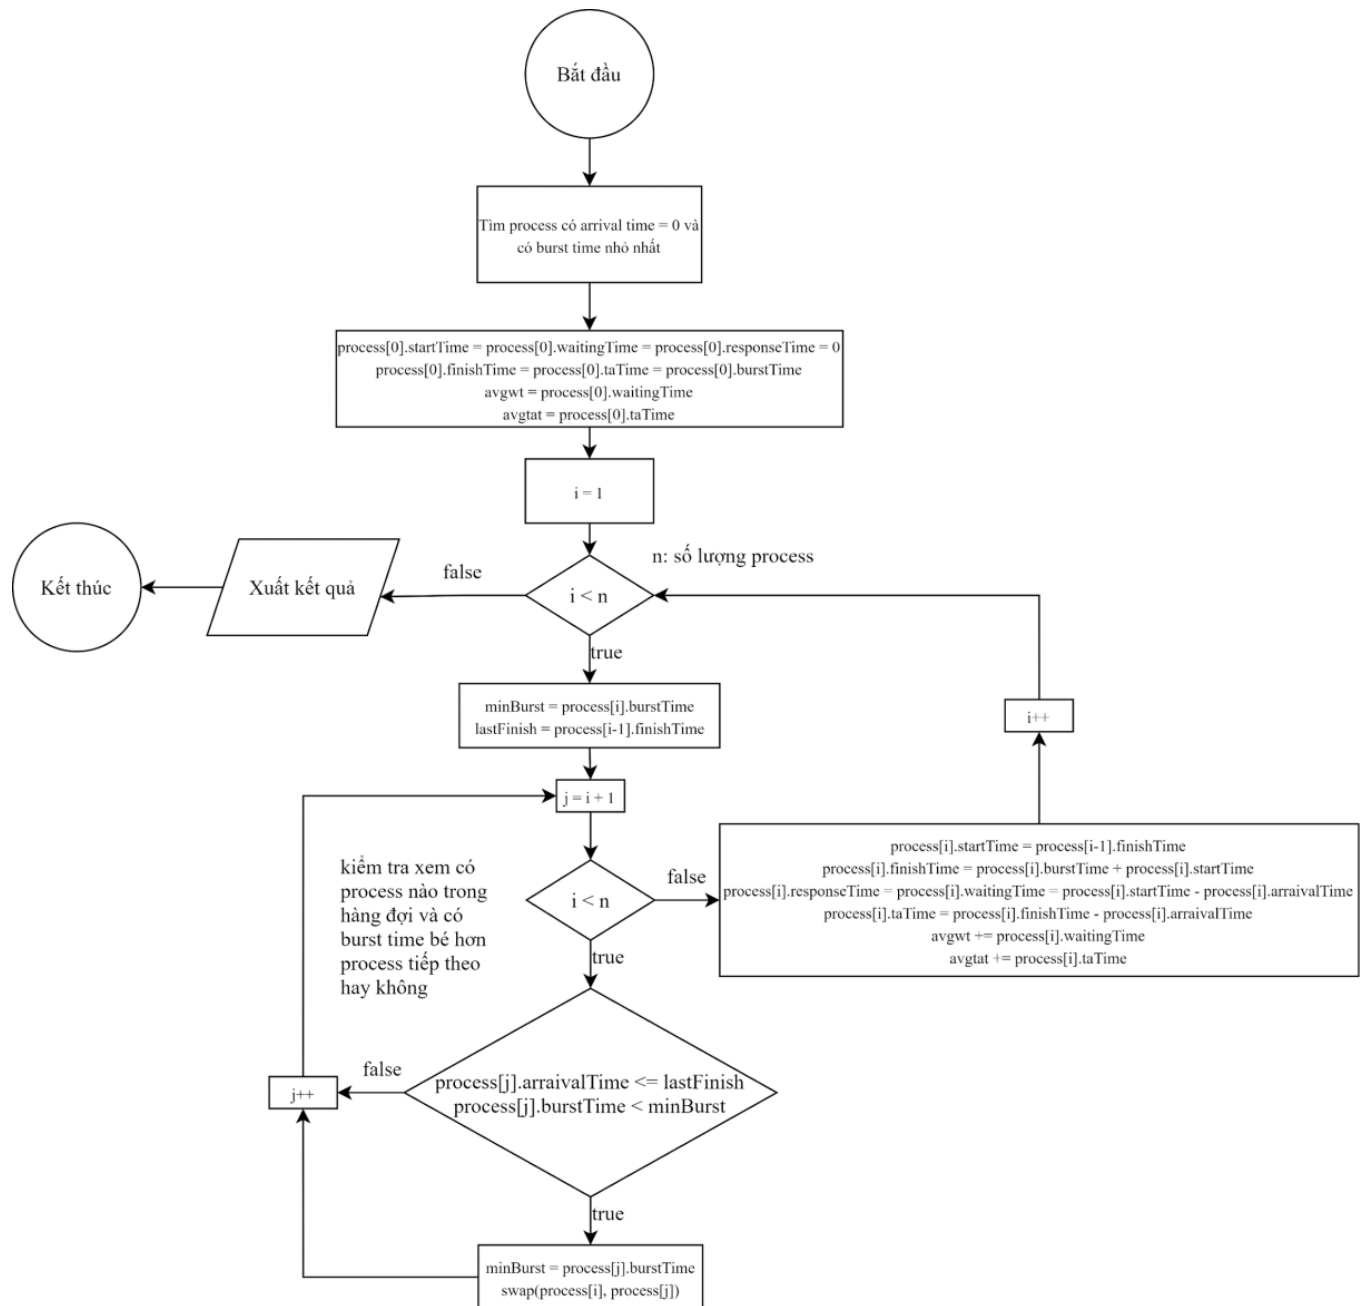 Bắt đầu
Tìm process có arrival time = 0 và
có burst time nhỏ nhất
process[0].startTime = process[0].waitingTime = process[0].responseTime = 0
process[0].finishTime = process[0].taTime = process[0].burstTime
avgwt = process[0].waitingTime
avgtat = process[0].taTime
i = 1
n: số lượng process
i < n
false
Xuất kết quả
Kết thúc
true
minBurst = process[i].burstTime
lastFinish = process[i-1].finishTime
i++
j = i + 1
kiểm tra xem có
process nào trong
hàng đợi và có
burst time bé hơn
process tiếp theo
hay không
i < n
false
process[i].startTime = process[i-1].finishTime
process[i].finishTime = process[i].burstTime + process[i].startTime
process[i].responseTime = process[i].waitingTime = process[i].startTime - process[i].arraivalTime
process[i].taTime = process[i].finishTime - process[i].arraivalTime
avgwt += process[i].waitingTime
avgtat += process[i].taTime
true
process[j].arraivalTime <= lastFinish
process[j].burstTime < minBurst
false
j++
true
minBurst = process[j].burstTime
swap(process[i], process[j])